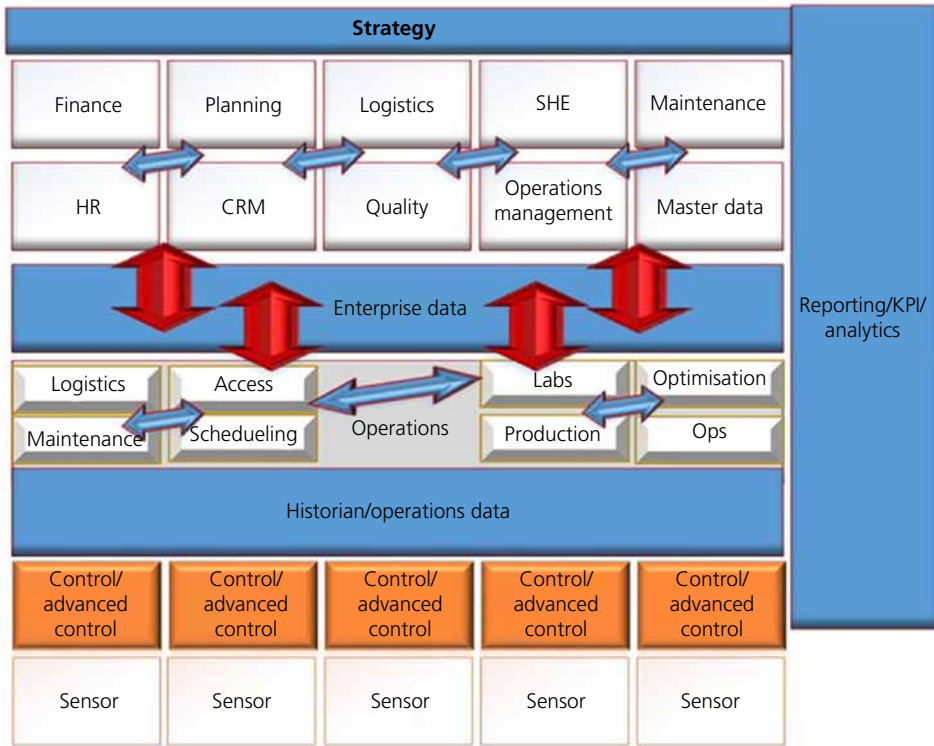 Strategy
Finance
Planning
Logistics
SHE
Maintenance
HR
CRM
Quality
Operations
management
Master data
Enterprise data
Reporting/KPI/
analytics
Logistics
Access
Labs
Optimisation
Maintenance
Schedueling
Operations
Production
Ops
Historian/operations data
Control/
advanced
control
Control/
advanced
control
Control/
advanced
control
Control/
advanced
control
Control/
advanced
control
Sensor
Sensor
Sensor
Sensor
Sensor